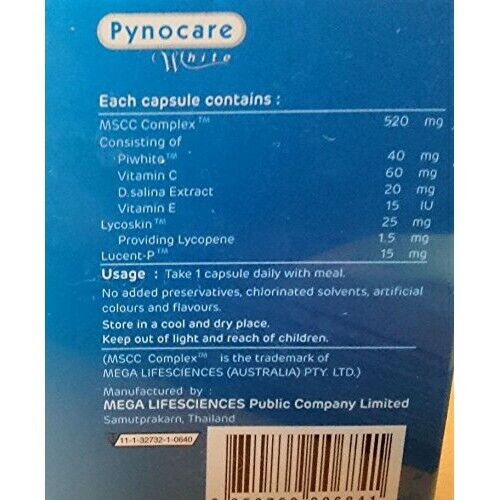 Pynocare
White
Each capsule contains :
MSCC Complex™ 520 mg
Consisting of
Piwhite™ 40 mg
Vitamin C 60 mg
D.salina Extract 20 mg
Vitamin E 15 IU
Lycoskin™ 25 mg
Providing Lycopene 1.5 mg
Lucent-P™ 15 mg
Usage : Take 1 capsule daily with meal.
No added preservatives, chlorinated solvents, artificial
colours and flavours.
Store in a cool and dry place.
Keep out of light and reach of children.
(MSCC Complex™ is the trademark of
MEGA LIFESCIENCES (AUSTRALIA) PTY. LTD.)
Manufactured by :
MEGA LIFESCIENCES Public Company Limited
Samutprakarn, Thailand
11-1-32732-1-0640